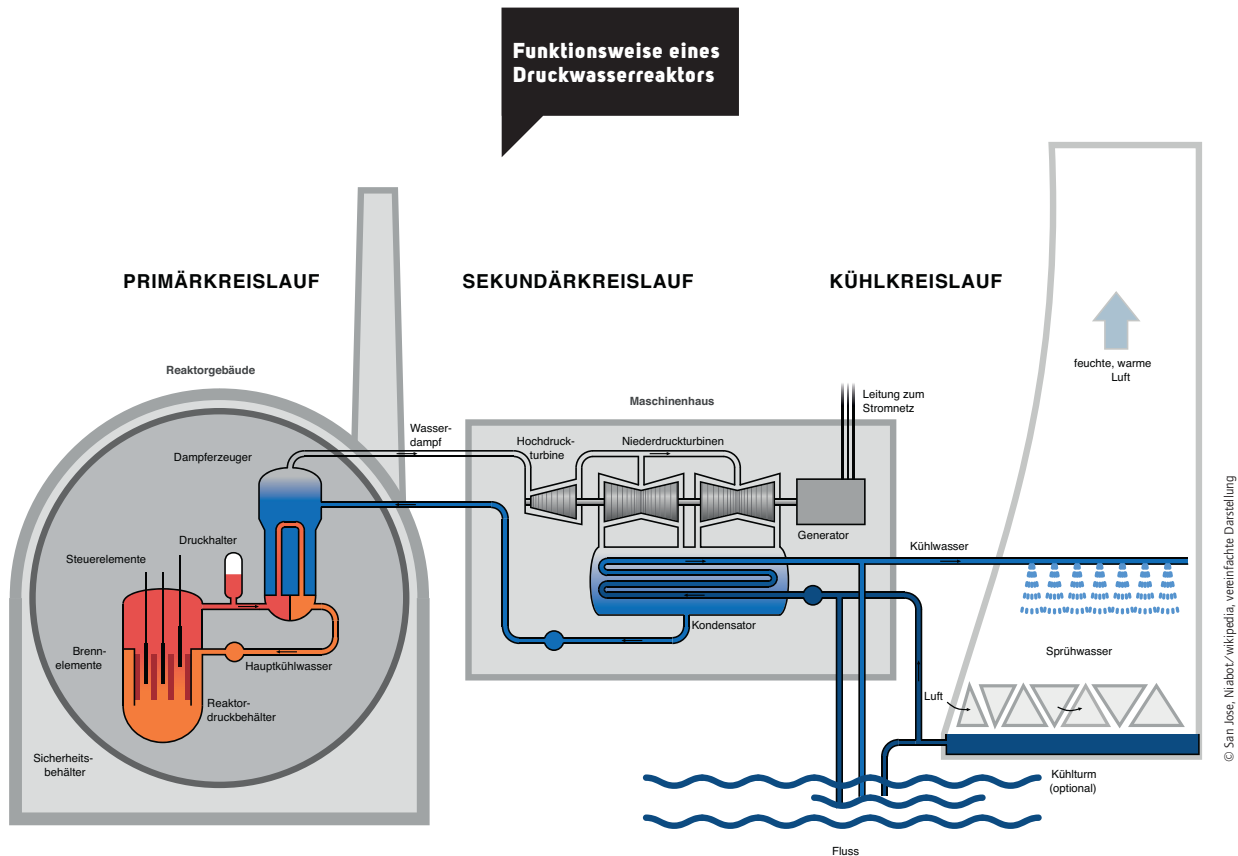 Funktionsweise eines
Druckwasserreaktors
PRIMÄRKREISLAUF
SEKUNDÄRKREISLAUF
KÜHLKREISLAUF
feuchte, warme
Luft
Reaktorgebäude
Maschinenhaus
Leitung zum
Stromnetz
Wasser-
dampf
Hochdruck-
turbine
Niederdruckturbinen
Dampferzeuger
Generator
Druckhalter
Kühlwasser
Steuerelemente
Kondensator
Brenn-
elemente
Hauptkühlwasser
Sprühwasser
Reaktor-
druckbehälter
Luft
Sicherheits-
behälter
Kühlturm
(optional)
Fluss
© San Jose, Niabot/wikipedia, vereinfachte Darstellung